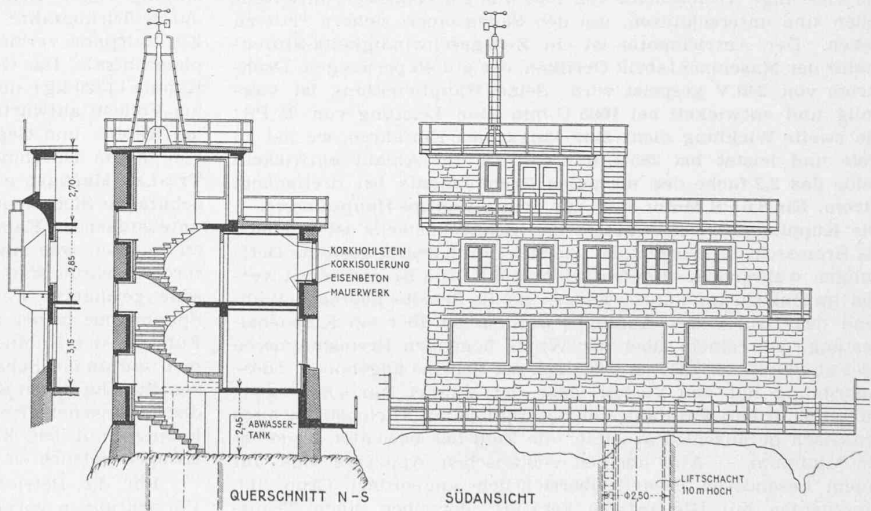 2,70
2,85
3,15
KORKHOHLSTEIN
KORKISOLIERUNG
EISENBETON
MAUERWERK
2,45
ABWASSER-
TANK
QUERSCHNITT N-S
SÜDANSICHT
Φ2,50
LIFTSCHACHT
110 m HOCH